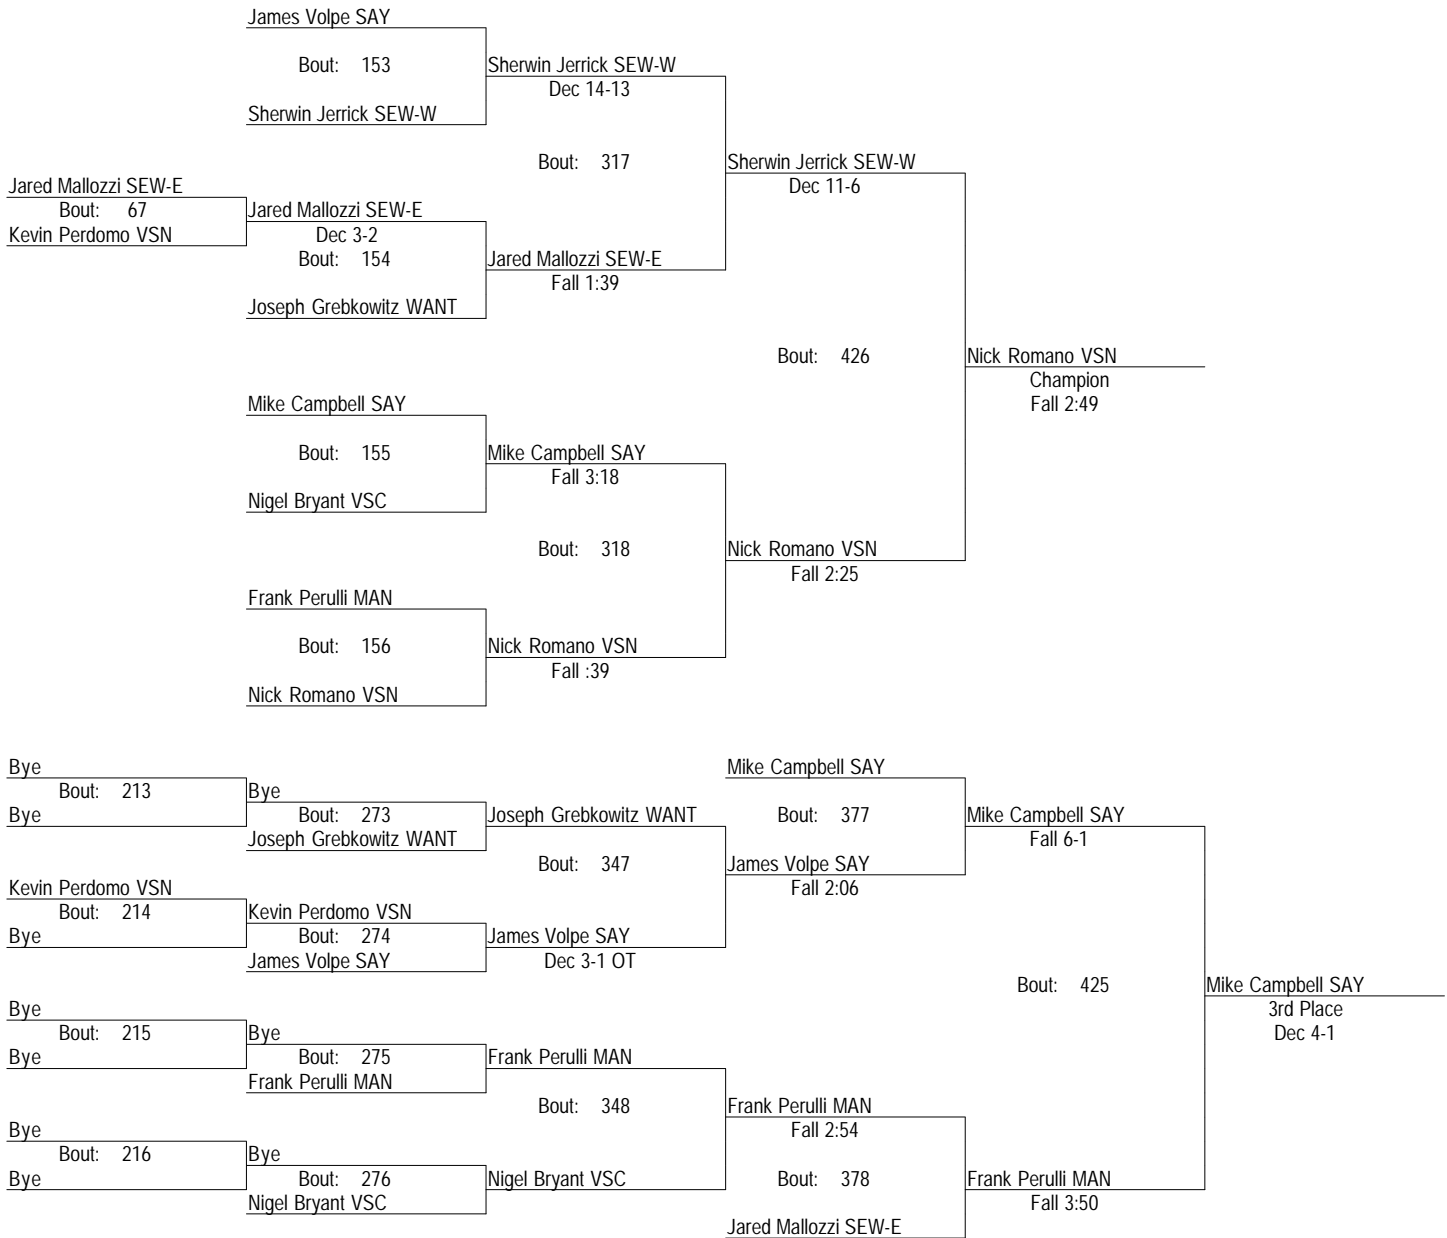 James Volpe SAY
Bout: 153
Sherwin Jerrick SEW-W
Dec 14-13
Sherwin Jerrick SEW-W
Bout: 317
Sherwin Jerrick SEW-W
Dec 11-6
Jared Mallozzi SEW-E
Bout: 67
Kevin Perdomo VSN
Jared Mallozzi SEW-E
Dec 3-2
Bout: 154
Jared Mallozzi SEW-E
Fall 1:39
Joseph Grebkowitz WANT
Bout: 426
Nick Romano VSN
Champion
Fall 2:49
Mike Campbell SAY
Bout: 155
Mike Campbell SAY
Fall 3:18
Nigel Bryant VSC
Bout: 318
Nick Romano VSN
Fall 2:25
Frank Perulli MAN
Bout: 156
Nick Romano VSN
Fall :39
Nick Romano VSN
Bye
Bout: 213
Bye
Bye
Bout: 273
Joseph Grebkowitz WANT
Joseph Grebkowitz WANT
Mike Campbell SAY
Bout: 377
Mike Campbell SAY
Fall 6-1
Bout: 347
James Volpe SAY
Fall 2:06
Kevin Perdomo VSN
Bout: 214
Bye
Kevin Perdomo VSN
Bout: 274
James Volpe SAY
James Volpe SAY
Dec 3-1 OT
Bout: 425
Mike Campbell SAY
3rd Place
Dec 4-1
Bye
Bout: 215
Bye
Bye
Bout: 275
Frank Perulli MAN
Frank Perulli MAN
Bout: 348
Frank Perulli MAN
Fall 2:54
Bye
Bout: 216
Bye
Bye
Bout: 276
Nigel Bryant VSC
Nigel Bryant VSC
Bout: 378
Frank Perulli MAN
Fall 3:50
Jared Mallozzi SEW-E